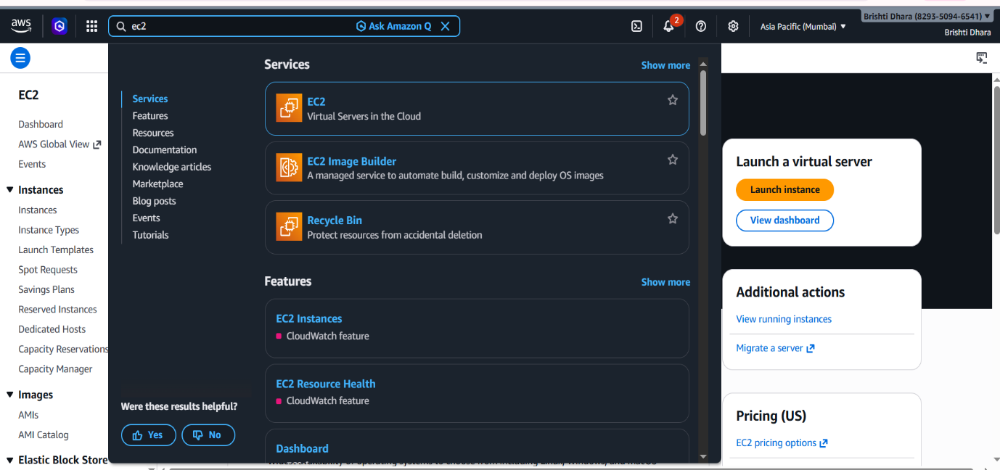 aws
ec2
Ask Amazon Q
2
Asia Pacific (Mumbai)
Brishti Dhara (8293-5094-6541)
Brishti Dhara
EC2
Dashboard
AWS Global View
Events
Instances
Instances
Instance Types
Launch Templates
Spot Requests
Savings Plans
Reserved Instances
Dedicated Hosts
Capacity Reservations
Capacity Manager
Images
AMIs
AMI Catalog
Elastic Block Store
Services
Features
Resources
Documentation
Knowledge articles
Marketplace
Blog posts
Events
Tutorials
Were these results helpful?
Yes
No
Services
Show more
EC2
Virtual Servers in the Cloud
EC2 Image Builder
A managed service to automate build, customize and deploy OS images
Recycle Bin
Protect resources from accidental deletion
Features
Show more
EC2 Instances
CloudWatch feature
EC2 Resource Health
CloudWatch feature
Dashboard
Launch a virtual server
Launch instance
View dashboard
Additional actions
View running instances
Migrate a server
Pricing (US)
EC2 pricing options